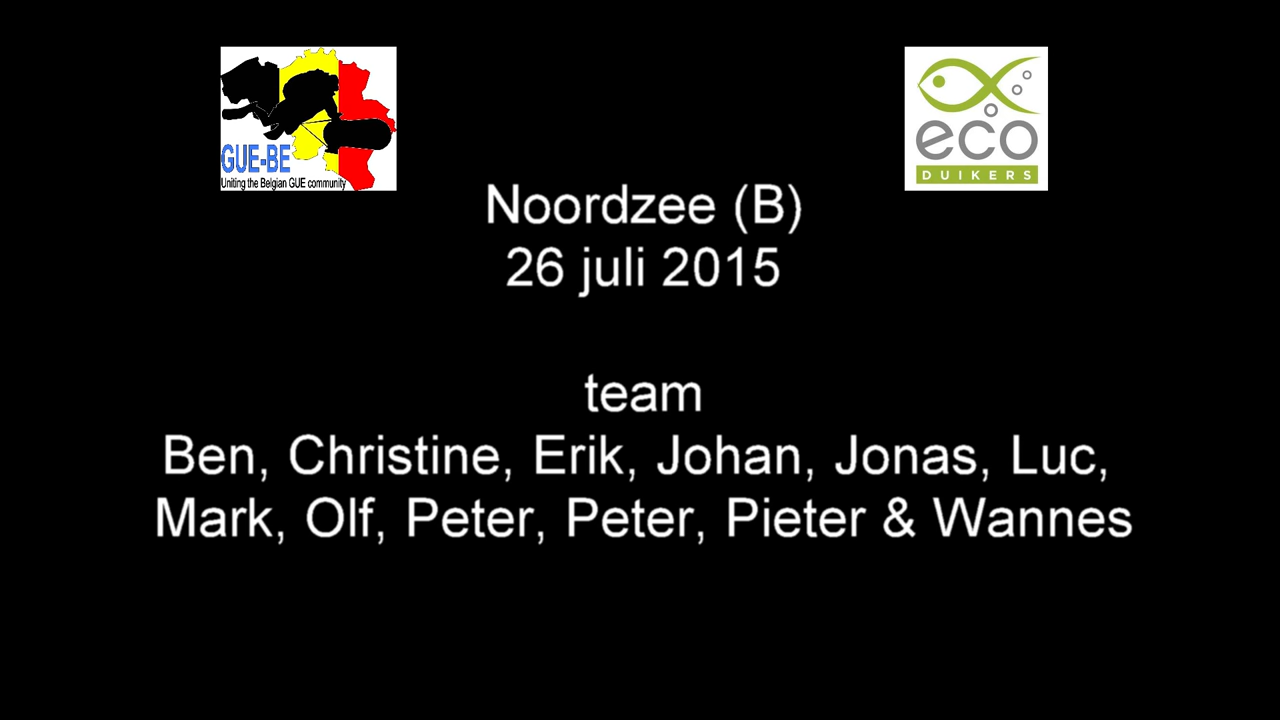 GUE-BE
Uniting the Belgian GUE community
eco
DUIKERS
Noordzee (B)
26 juli 2015
team
Ben, Christine, Erik, Johan, Jonas, Luc,
Mark, Olf, Peter, Peter, Pieter & Wannes